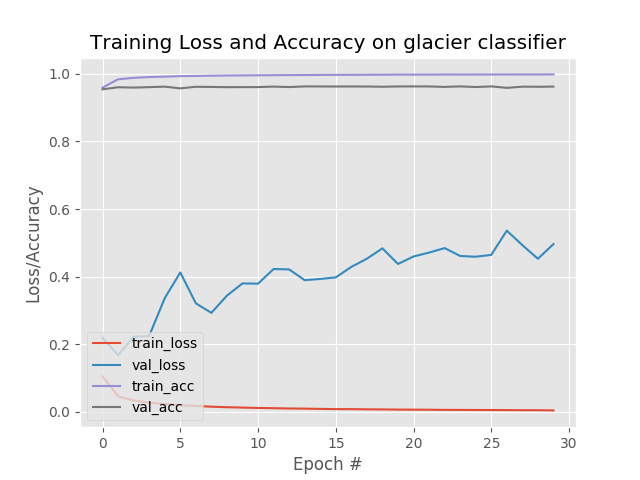 Training Loss and Accuracy on glacier classifier
1.0
0.8
0.6
0.4
0.2
0.0
Loss/Accuracy
train_loss
val_loss
train_acc
val_acc
0 5 10 15 20 25 30
Epoch #